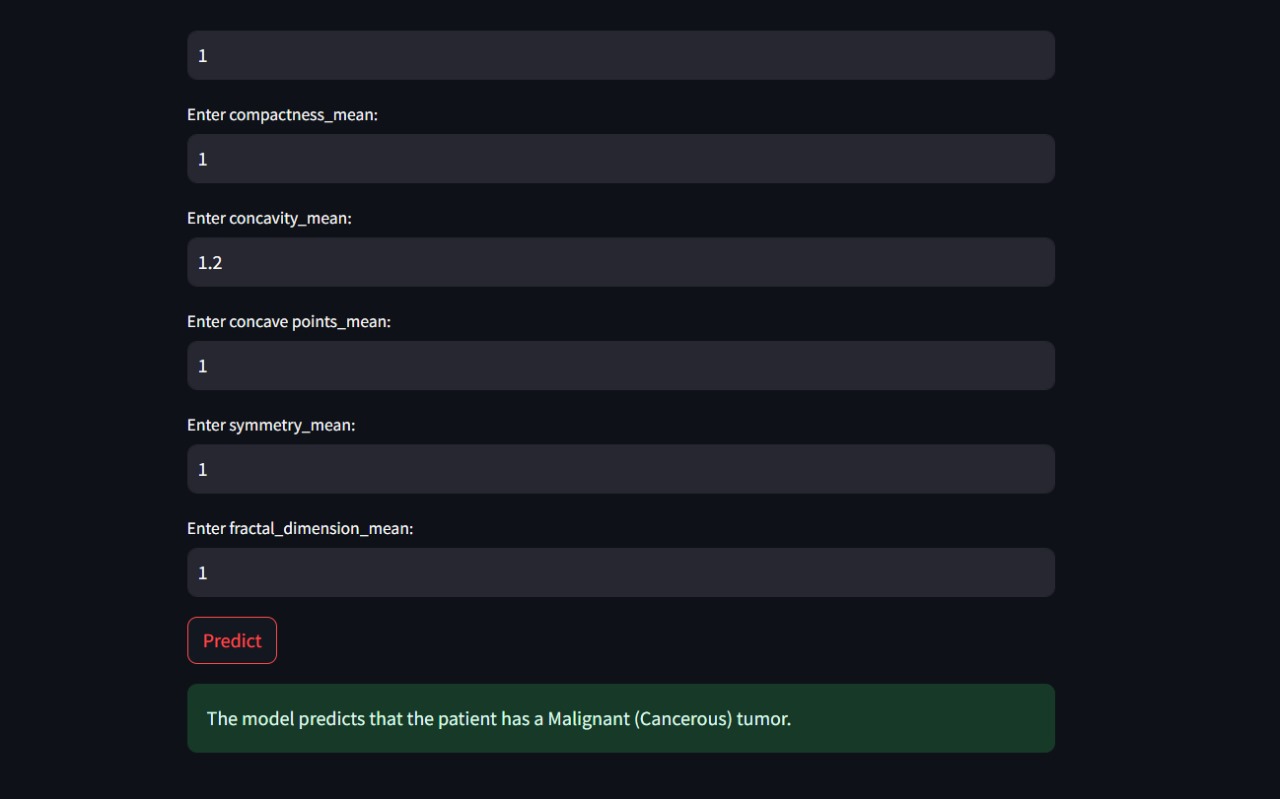 1
Enter compactness_mean:
1
Enter concavity_mean:
1.2
Enter concave points_mean:
1
Enter symmetry_mean:
1
Enter fractal_dimension_mean:
1
Predict
The model predicts that the patient has a Malignant (Cancerous) tumor.